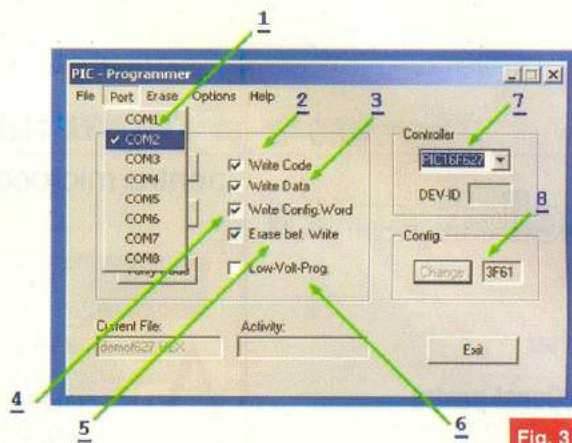 1
PIC - Programmer
File Port Erase Options Help
2
3
7
COM1
COM2
COM3
COM4
COM5
COM6
COM7
COM8
Write Code
Write Data
Write Config.Word
Erase bef. Write
Low-Volt-Prog.
Controller
PIC16F627
DEV-ID
8
Config.
Change 3F61
Current File:
demof627.HEX
Activity:
Exit
4
5
6
Fig. 3